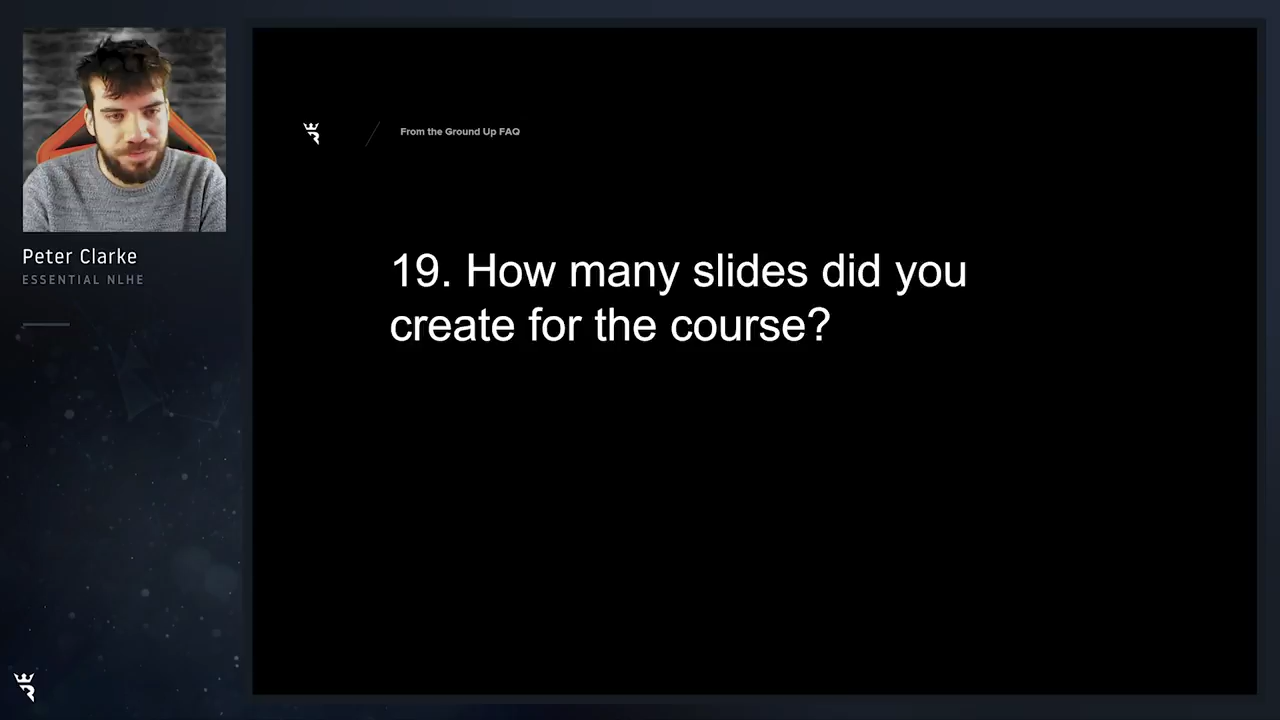 Peter Clarke
ESSENTIAL NLHE
From the Ground Up FAQ
19. How many slides did you
create for the course?